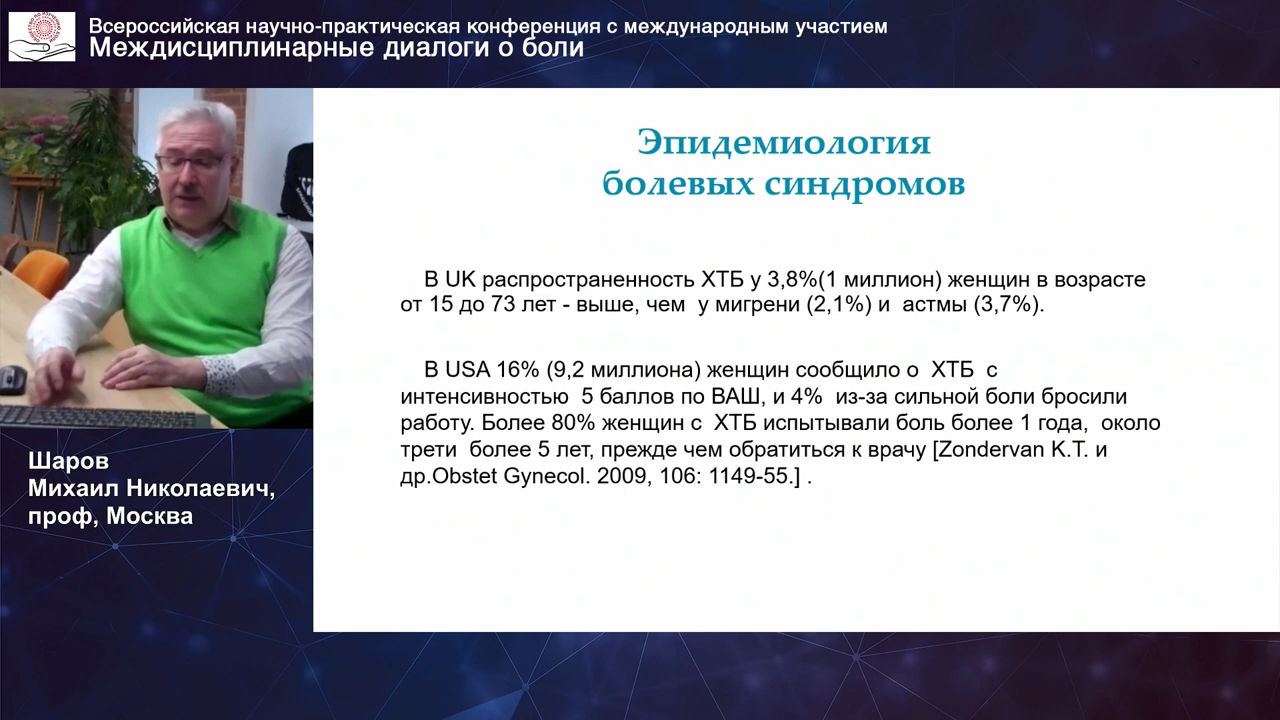 Всероссийская научно-практическая конференция с международным участием
Междисциплинарные диалоги о боли
Эпидемиология
болевых синдромов
В UK распространенность ХТБ у 3,8%(1 миллион) женщин в возрасте
от 15 до 73 лет - выше, чем у мигрени (2,1%) и астмы (3,7%).
В USA 16% (9,2 миллиона) женщин сообщило о ХТБ с
интенсивностью 5 баллов по ВАШ, и 4% из-за сильной боли бросили
работу. Более 80% женщин с ХТБ испытывали боль более 1 года, около
трети более 5 лет, прежде чем обратиться к врачу [Zondervan K.T. и
др.Obstet Gynecol. 2009, 106: 1149-55.] .
Шаров
Михаил Николаевич,
проф, Москва